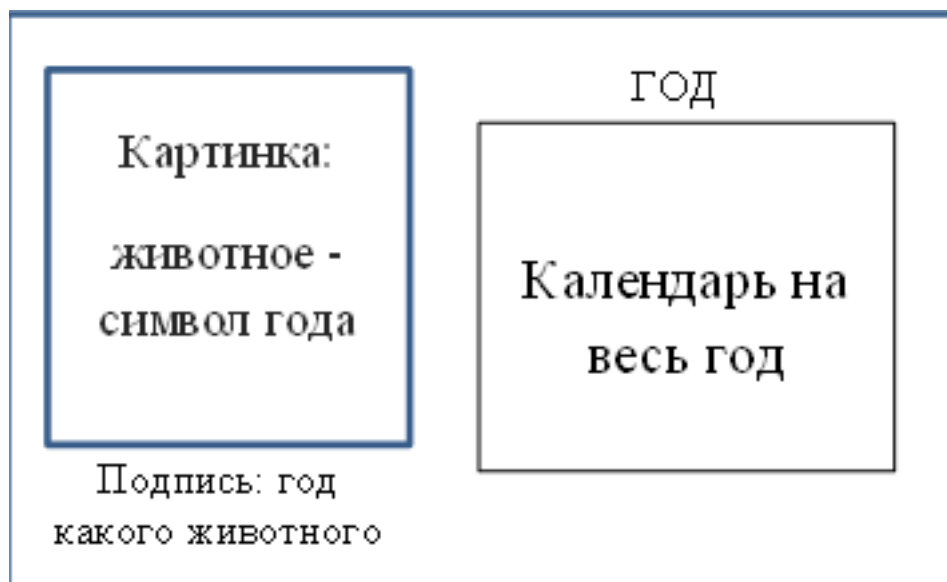 Картинка:
животное -
символ года
Подпись: год
какого животного
ГОД
Календарь на
весь год